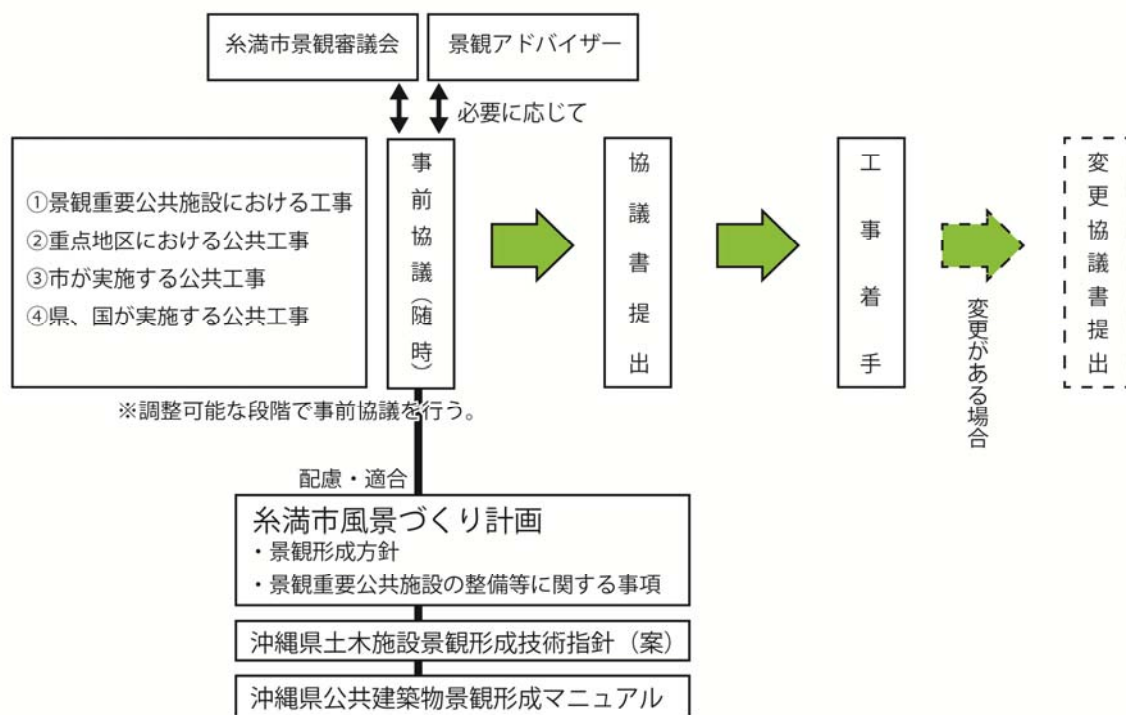 糸満市景観審議会
景観アドバイザー
必要に応じて
①景観重要公共施設における工事
②重点地区における公共工事
③市が実施する公共工事
④県、国が実施する公共工事
事前協議（随時）
協議書提出
工事着手
変更がある場合
変更協議書提出
※調整可能な段階で事前協議を行う。
配慮・適合
糸満市風景づくり計画
・景観形成方針
・景観重要公共施設の整備等に関する事項
沖縄県土木施設景観形成技術指針（案）
沖縄県公共建築物景観形成マニュアル